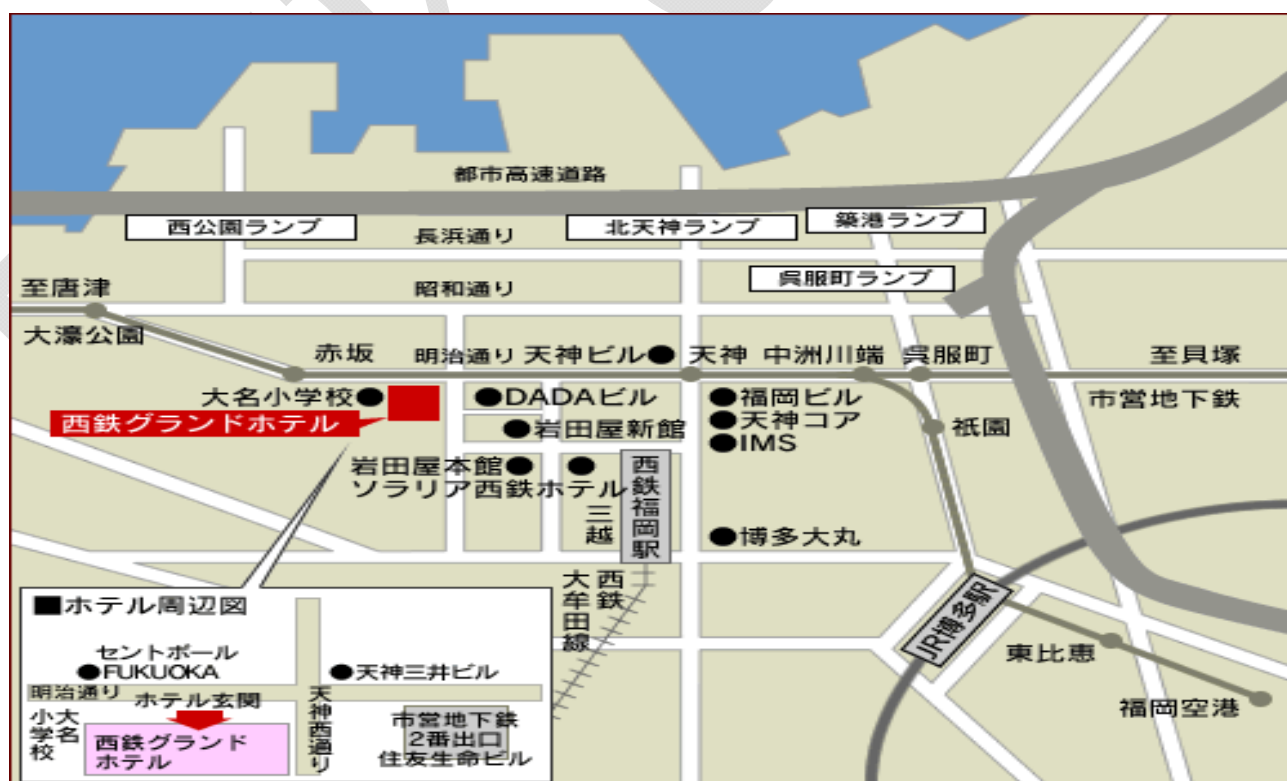 都市高速道路
西公園ランプ
北天神ランプ
築港ランプ
長浜通り
呉服町ランプ
至唐津
昭和通り
大濠公園
赤坂
明治通り
天神ビル●
天神
中洲川端
呉服町
至貝塚
大名小学校●
●DADAビル
●福岡ビル
市営地下鉄
西鉄グランドホテル
●岩田屋新館
●天神コア
祇園
●IMS
岩田屋本館●
ソラリア西鉄ホテル
西鉄福岡駅
三越
●博多大丸
西鉄
大牟田線
JR博多駅
東比恵
福岡空港
■ホテル周辺図
セントポール
●FUKUOKA
●天神三井ビル
明治通り
ホテル玄関
天神西通り
大名
小学校
西鉄グランド
ホテル
市営地下鉄
2番出口
住友生命ビル